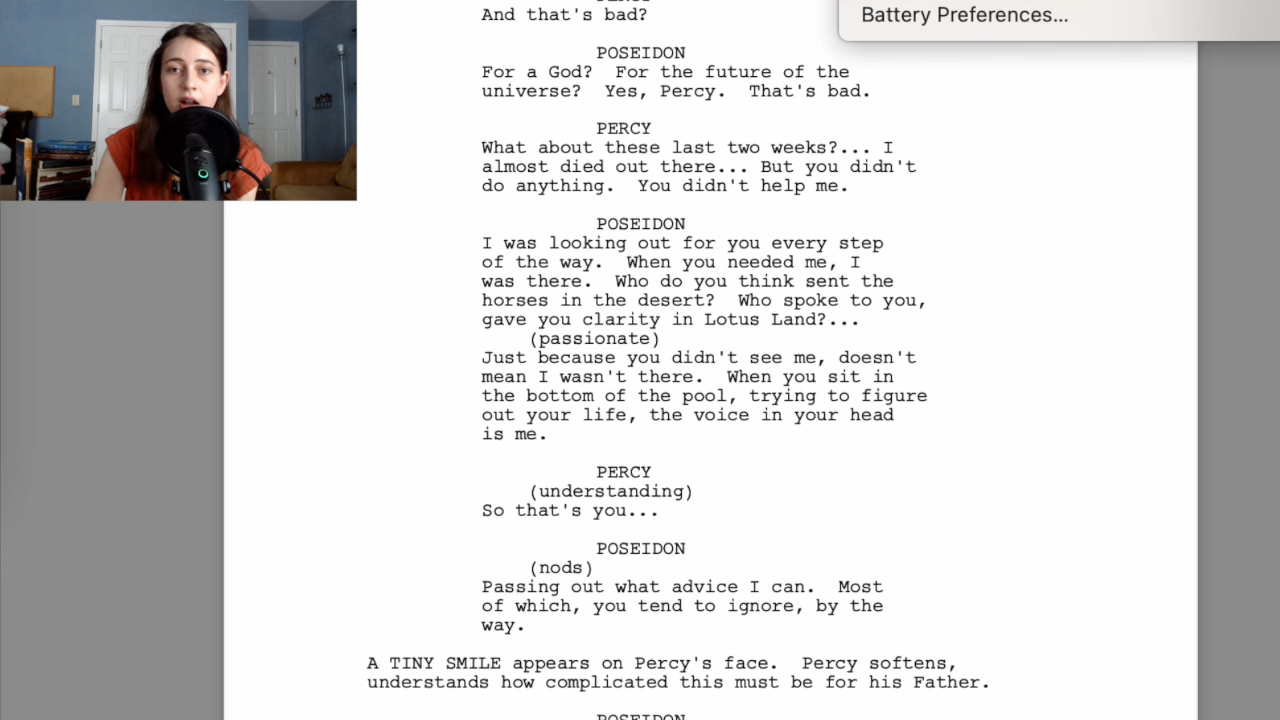 And that's bad?
Battery Preferences...
POSEIDON
For a God?  For the future of the
universe?  Yes, Percy.  That's bad.
PERCY
What about these last two weeks?... I
almost died out there... But you didn't
do anything.  You didn't help me.
POSEIDON
I was looking out for you every step
of the way.  When you needed me, I
was there.  Who do you think sent the
horses in the desert?  Who spoke to you,
gave you clarity in Lotus Land?...
(passionate)
Just because you didn't see me, doesn't
mean I wasn't there.  When you sit in
the bottom of the pool, trying to figure
out your life, the voice in your head
is me.
PERCY
(understanding)
So that's you...
POSEIDON
(nods)
Passing out what advice I can.  Most
of which, you tend to ignore, by the
way.
A TINY SMILE appears on Percy's face.  Percy softens,
understands how complicated this must be for his Father.
POSEIDON